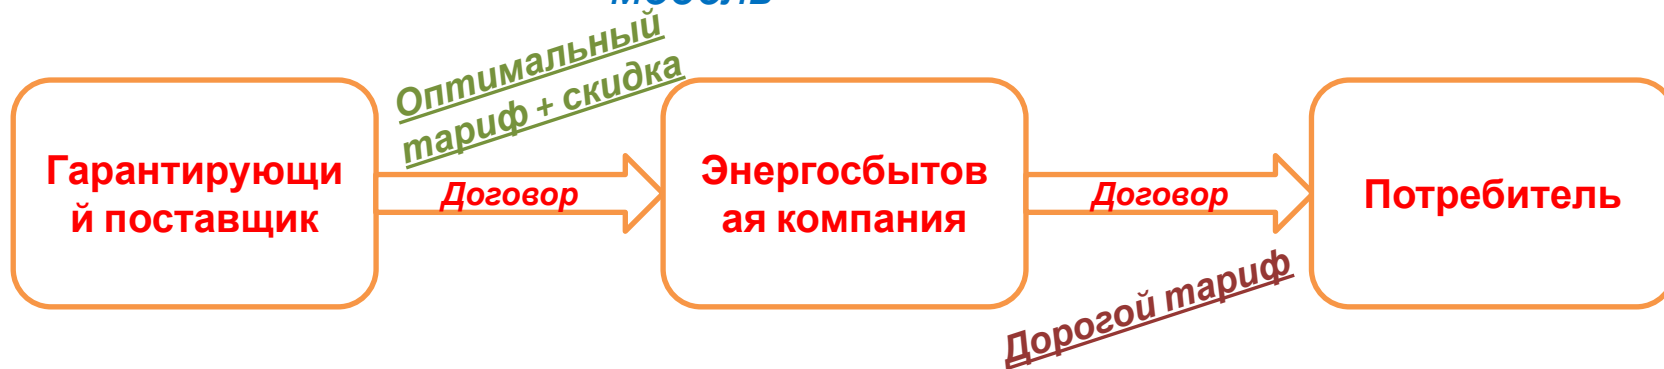 Оптимальный
тариф + скидка
Гарантирующи
й поставщик
Договор
Энергосбытов
ая компания
Договор
Потребитель
Дорогой тариф